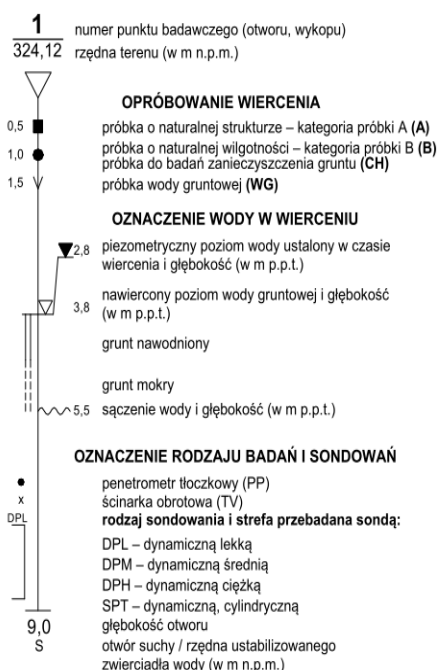 1 numer punktu badawczego (otworu, wykopu)
324,12 rzędna terenu (w m n.p.m.)
OPRÓBOWANIE WIERCENIA
0,5 próbka o naturalnej strukturze – kategoria próbki A (A)
1,0 próbka o naturalnej wilgotności – kategoria próbki B (B)
próbka do badań zanieczyszczenia gruntu (CH)
1,5 próbka wody gruntowej (WG)
OZNACZENIE WODY W WIERCENIU
2,8 piezometryczny poziom wody ustalony w czasie
wiercenia i głębokość (w m p.p.t.)
nawiercony poziom wody gruntowej i głębokość
3,8 (w m p.p.t.)
grunt nawodniony
grunt mokry
5,5 sączenie wody i głębokość (w m p.p.t.)
OZNACZENIE RODZAJU BADAŃ I SONDOWAŃ
penetrometr tłoczkowy (PP)
x ścinarka obrotowa (TV)
DPL rodzaj sondowania i strefa przebadana sondą:
DPL – dynamiczną lekką
DPM – dynamiczną średnią
DPH – dynamiczną ciężką
SPT – dynamiczną, cylindryczną
9,0 głębokość otworu
S otwór suchy / rzędna ustabilizowanego
zwierciadła wody (w m n.p.m.)